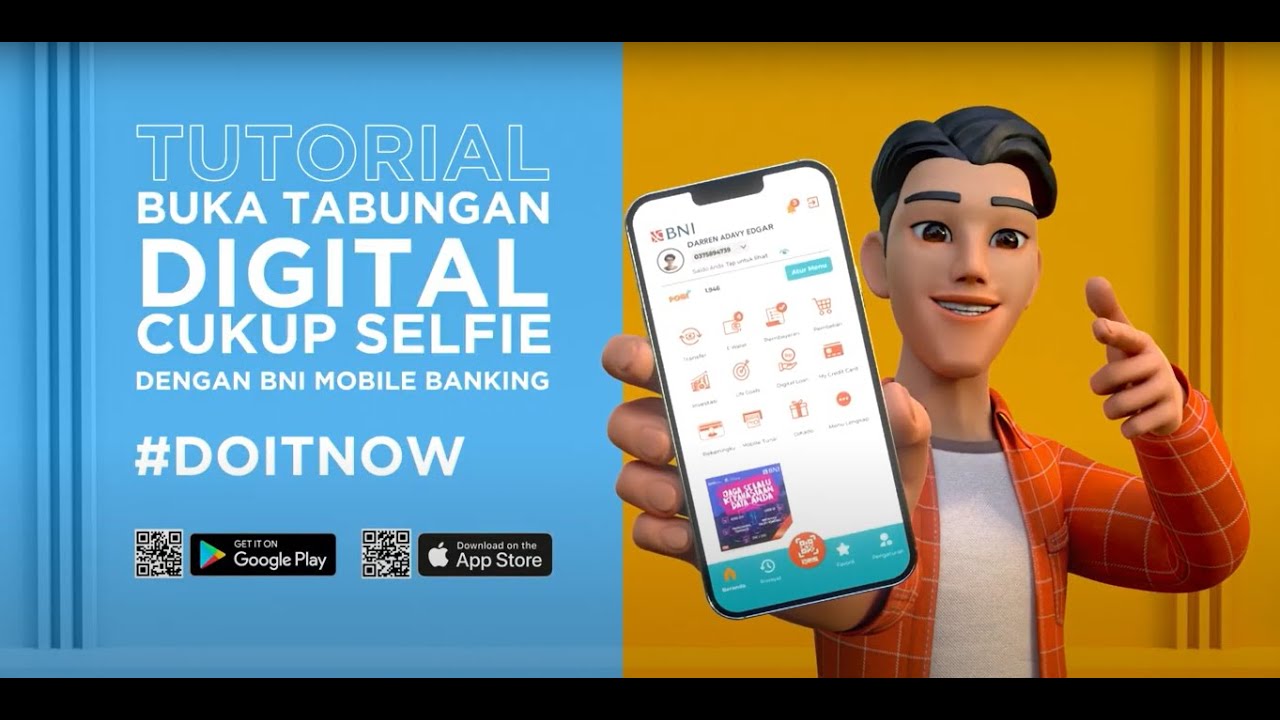 TUTORIAL
BUKA TABUNGAN
DIGITAL
CUKUP SELFIE
DENGAN BNI MOBILE BANKING
#DOITNOW
GET IT ON
Google Play
Download on the
App Store
BNI
DARREN ADAVY EDGAR
0375894739
Saldo Anda: Tap untuk lihat
Atur Menu
POIN+
1,946
Transfer
E-Wallet
Pembayaran
Pembelian
Investasi
Life Goals
Digital Loan
My Credit Card
Rekeningku
Mobile Tunai
Menu Lengkap
BNI
JAGA SELALU
KERAHASIAAN
DATA ANDA
Beranda
Riwayat
QRIS
Favorit
Pengaturan